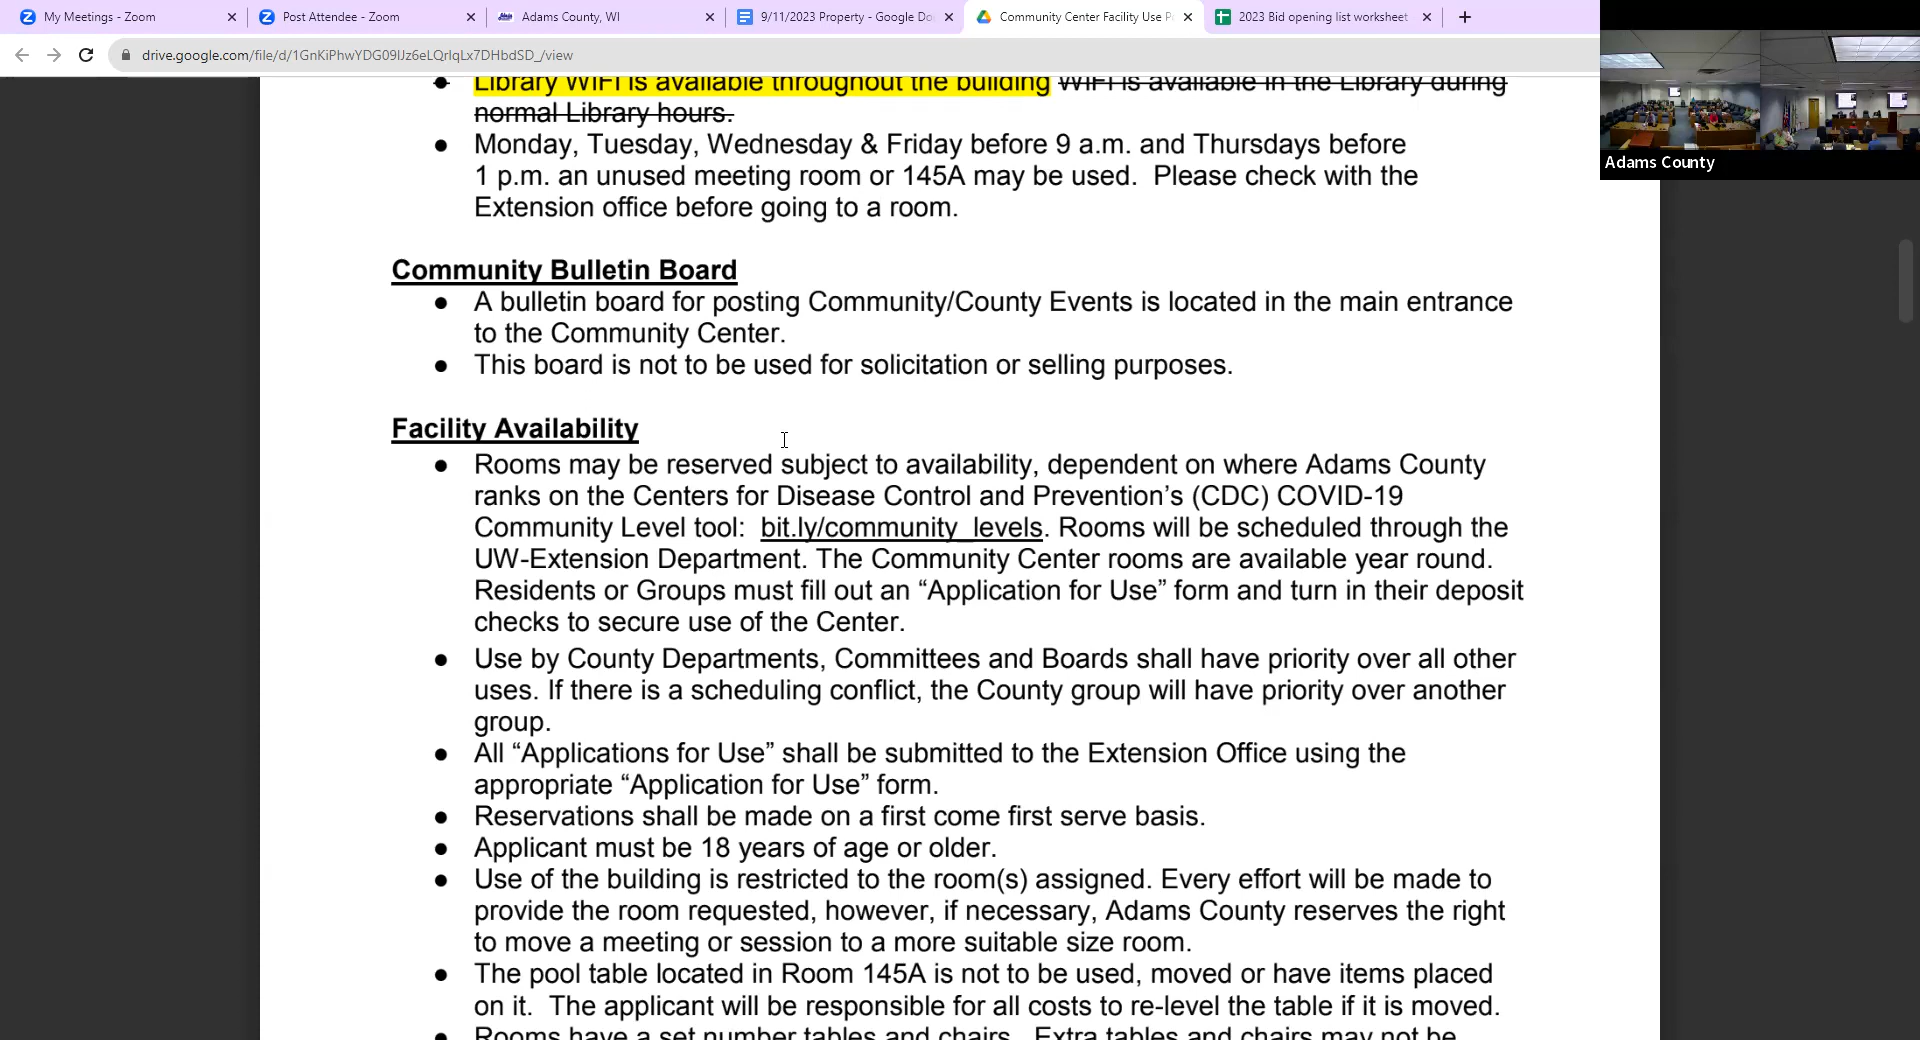 My Meetings - Zoom
Post Attendee - Zoom
Adams County, WI
9/11/2023 Property - Google Do
Community Center Facility Use P
2023 Bid opening list worksheet
drive.google.com/file/d/1GnKiPhwYDG09lJz6eLQrlqLx7DHbdSD_/view
Adams County
Library WIFI is available throughout the building WIFI is available in the Library during
normal Library hours.
● Monday, Tuesday, Wednesday & Friday before 9 a.m. and Thursdays before
1 p.m. an unused meeting room or 145A may be used. Please check with the
Extension office before going to a room.
Community Bulletin Board
● A bulletin board for posting Community/County Events is located in the main entrance
to the Community Center.
● This board is not to be used for solicitation or selling purposes.
Facility Availability
● Rooms may be reserved subject to availability, dependent on where Adams County
ranks on the Centers for Disease Control and Prevention’s (CDC) COVID-19
Community Level tool: bit.ly/community_levels. Rooms will be scheduled through the
UW-Extension Department. The Community Center rooms are available year round.
Residents or Groups must fill out an “Application for Use” form and turn in their deposit
checks to secure use of the Center.
● Use by County Departments, Committees and Boards shall have priority over all other
uses. If there is a scheduling conflict, the County group will have priority over another
group.
● All “Applications for Use” shall be submitted to the Extension Office using the
appropriate “Application for Use” form.
● Reservations shall be made on a first come first serve basis.
● Applicant must be 18 years of age or older.
● Use of the building is restricted to the room(s) assigned. Every effort will be made to
provide the room requested, however, if necessary, Adams County reserves the right
to move a meeting or session to a more suitable size room.
● The pool table located in Room 145A is not to be used, moved or have items placed
on it. The applicant will be responsible for all costs to re-level the table if it is moved.
● Rooms have a set number tables and chairs. Extra tables and chairs may not be